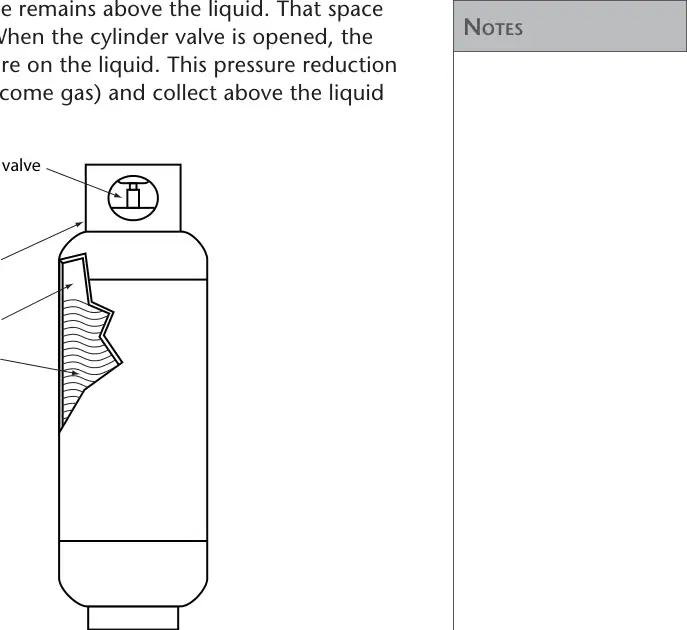 e remains above the liquid. That space
When the cylinder valve is opened, the
re on the liquid. This pressure reduction
come gas) and collect above the liquid
valve
NOTES